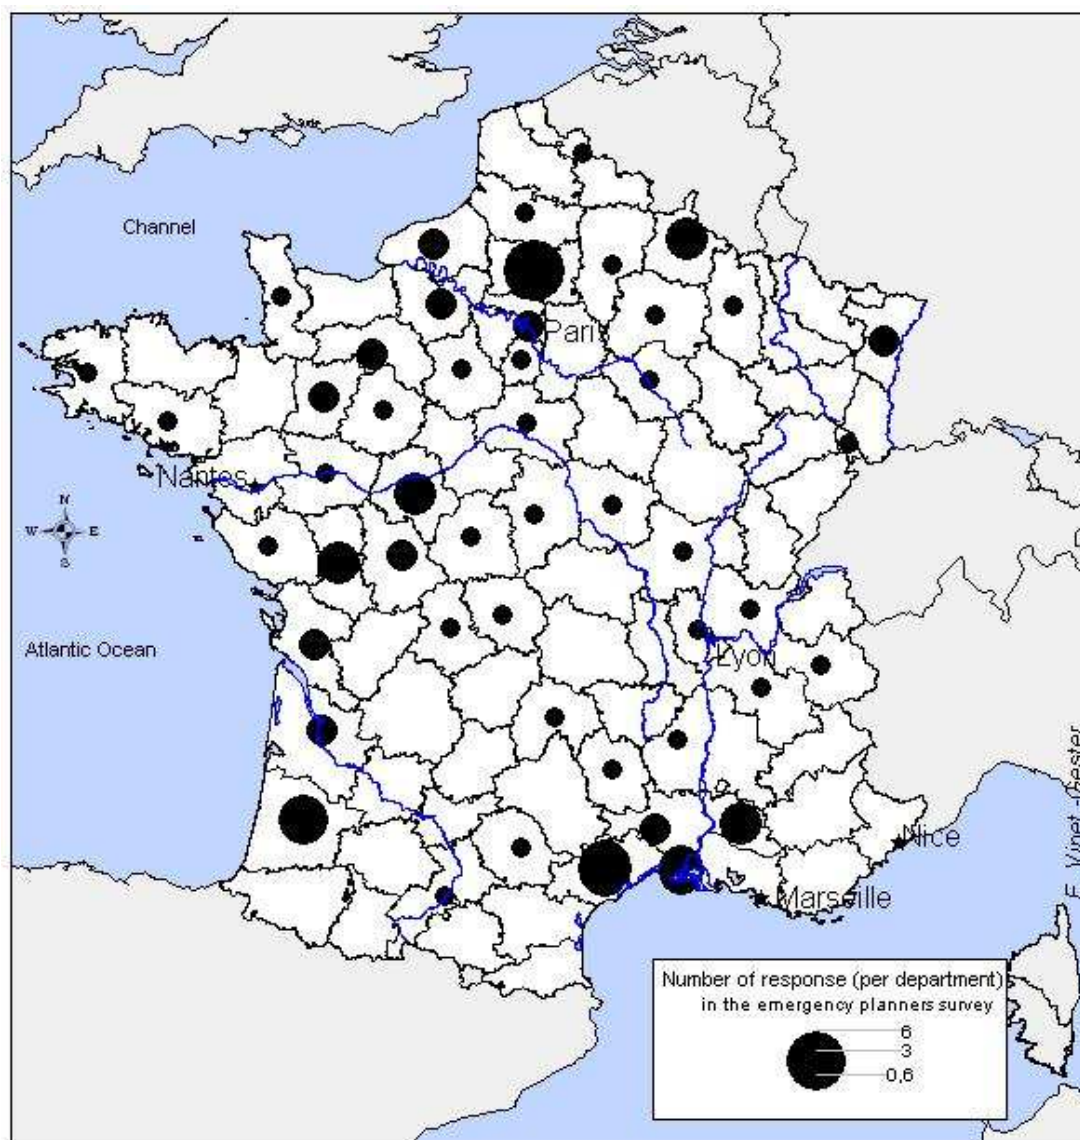 Channel
Paris
Nantes
N
W E
S
Atlantic Ocean
Lyon
Nice
Marseille
E. Vinet -Gester
Number of response (per department)
in the emergency planners survey
6
3
0,6